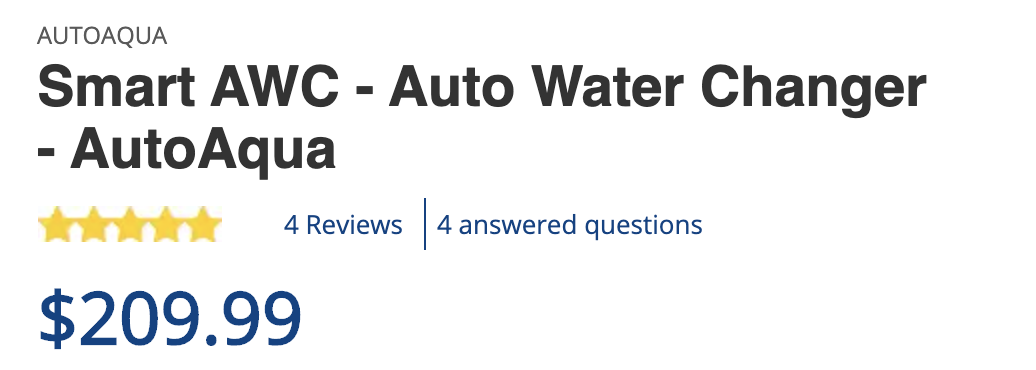 AUTOAQUA
Smart AWC - Auto Water Changer
- AutoAqua
4 Reviews 4 answered questions
$209.99